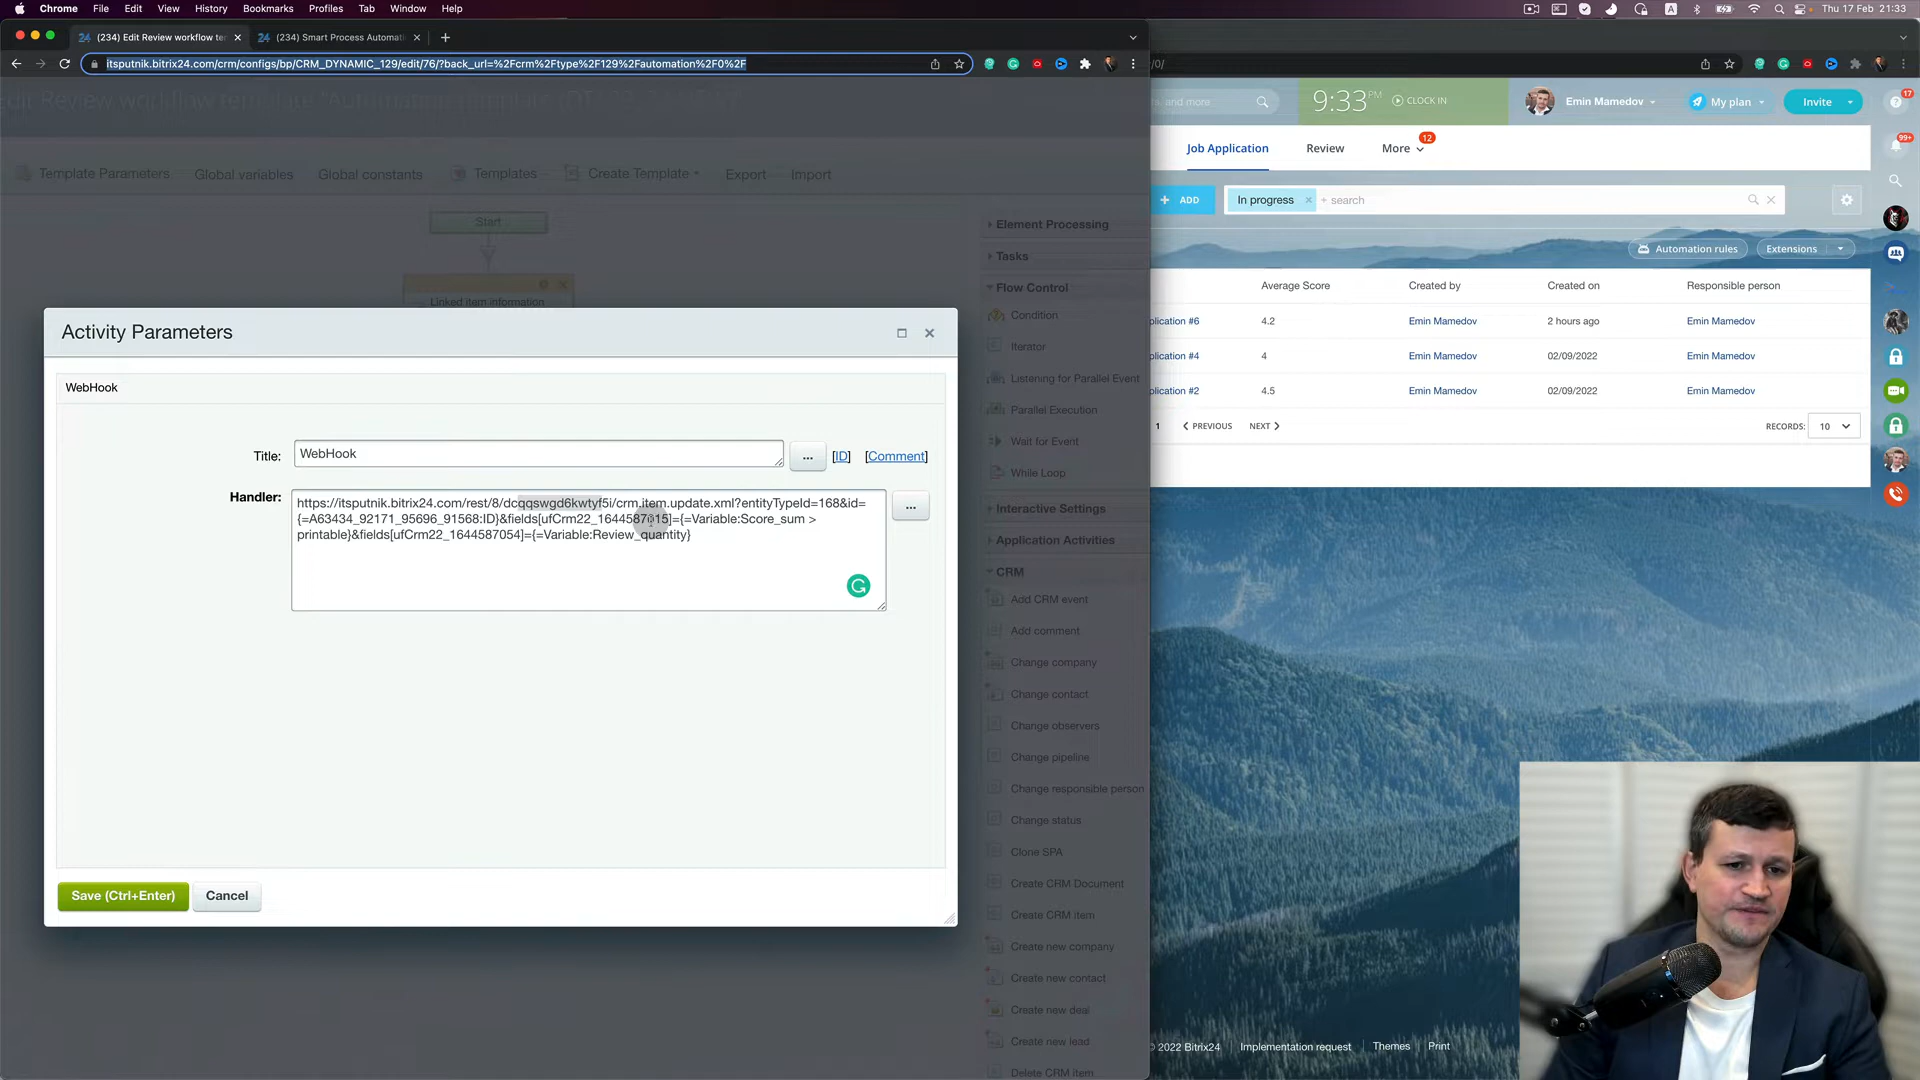 Chrome File Edit View History Bookmarks Profiles Tab Window Help
A Thu 17 Feb 21:33
24 (234) Edit Review workflow te
24 (234) Smart Process Automati
itsputnik.bitrix24.com/crm/configs/bp/CRM_DYNAMIC_129/edit/76/?back_url=%2Fcrm%2Ftype%2F129%2Fautomation%2F0%2F
/0/
s, and more
9:33 PM CLOCK IN
Emin Mamedov
My plan
Invite
17
Template Parameters Global variables Global constants Templates Create Template Export Import
Job Application Review More 12
99+
Start
Linked item information
ADD
In progress + search
Automation rules Extensions
Element Processing
Tasks
Flow Control
Condition
Iterator
Listening for Parallel Event
Parallel Execution
Wait for Event
While Loop
Interactive Settings
Application Activities
CRM
Add CRM event
Add comment
Change company
Change contact
Change observers
Change pipeline
Change responsible person
Change status
Clone SPA
Create CRM Document
Create CRM item
Create new company
Create new contact
Create new deal
Create new lead
Delete CRM item
Average Score Created by Created on Responsible person
plication #6 4.2 Emin Mamedov 2 hours ago Emin Mamedov
plication #4 4 Emin Mamedov 02/09/2022 Emin Mamedov
plication #2 4.5 Emin Mamedov 02/09/2022 Emin Mamedov
1 PREVIOUS NEXT RECORDS: 10
Activity Parameters
WebHook
Title: WebHook ... [ID] [Comment]
Handler: https://itsputnik.bitrix24.com/rest/8/dcqqswgd6kwtyf5i/crm.item.update.xml?entityTypeId=168&id= ...
{=A63434_92171_95696_91568:ID}&fields[ufCrm22_1644587015]={=Variable:Score_sum >
printable}&fields[ufCrm22_1644587054]={=Variable:Review_quantity}
Save (Ctrl+Enter) Cancel
© 2022 Bitrix24 Implementation request Themes Print